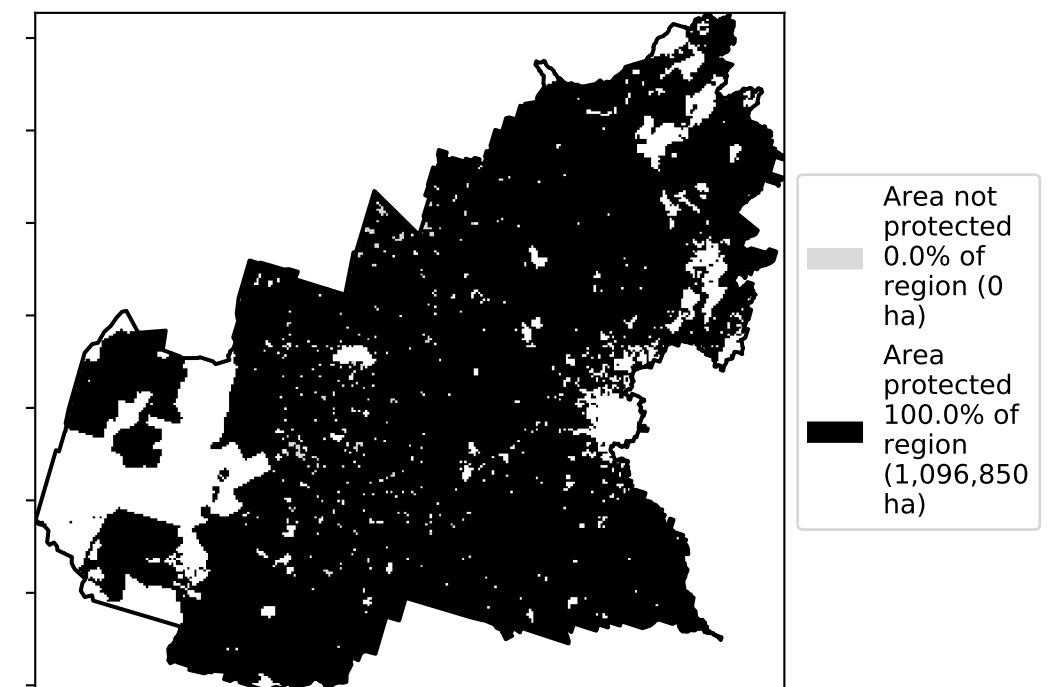 Area not
protected
0.0% of
region (0
ha)
Area
protected
100.0% of
region
(1,096,850
ha)